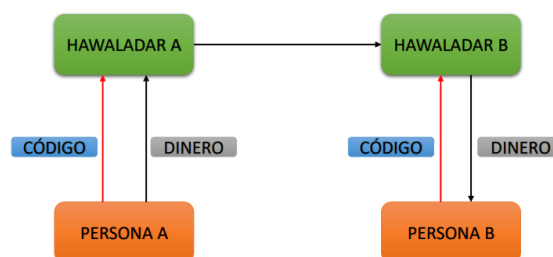 HAWALADAR A
HAWALADAR B
CÓDIGO
DINERO
CÓDIGO
DINERO
PERSONA A
PERSONA B